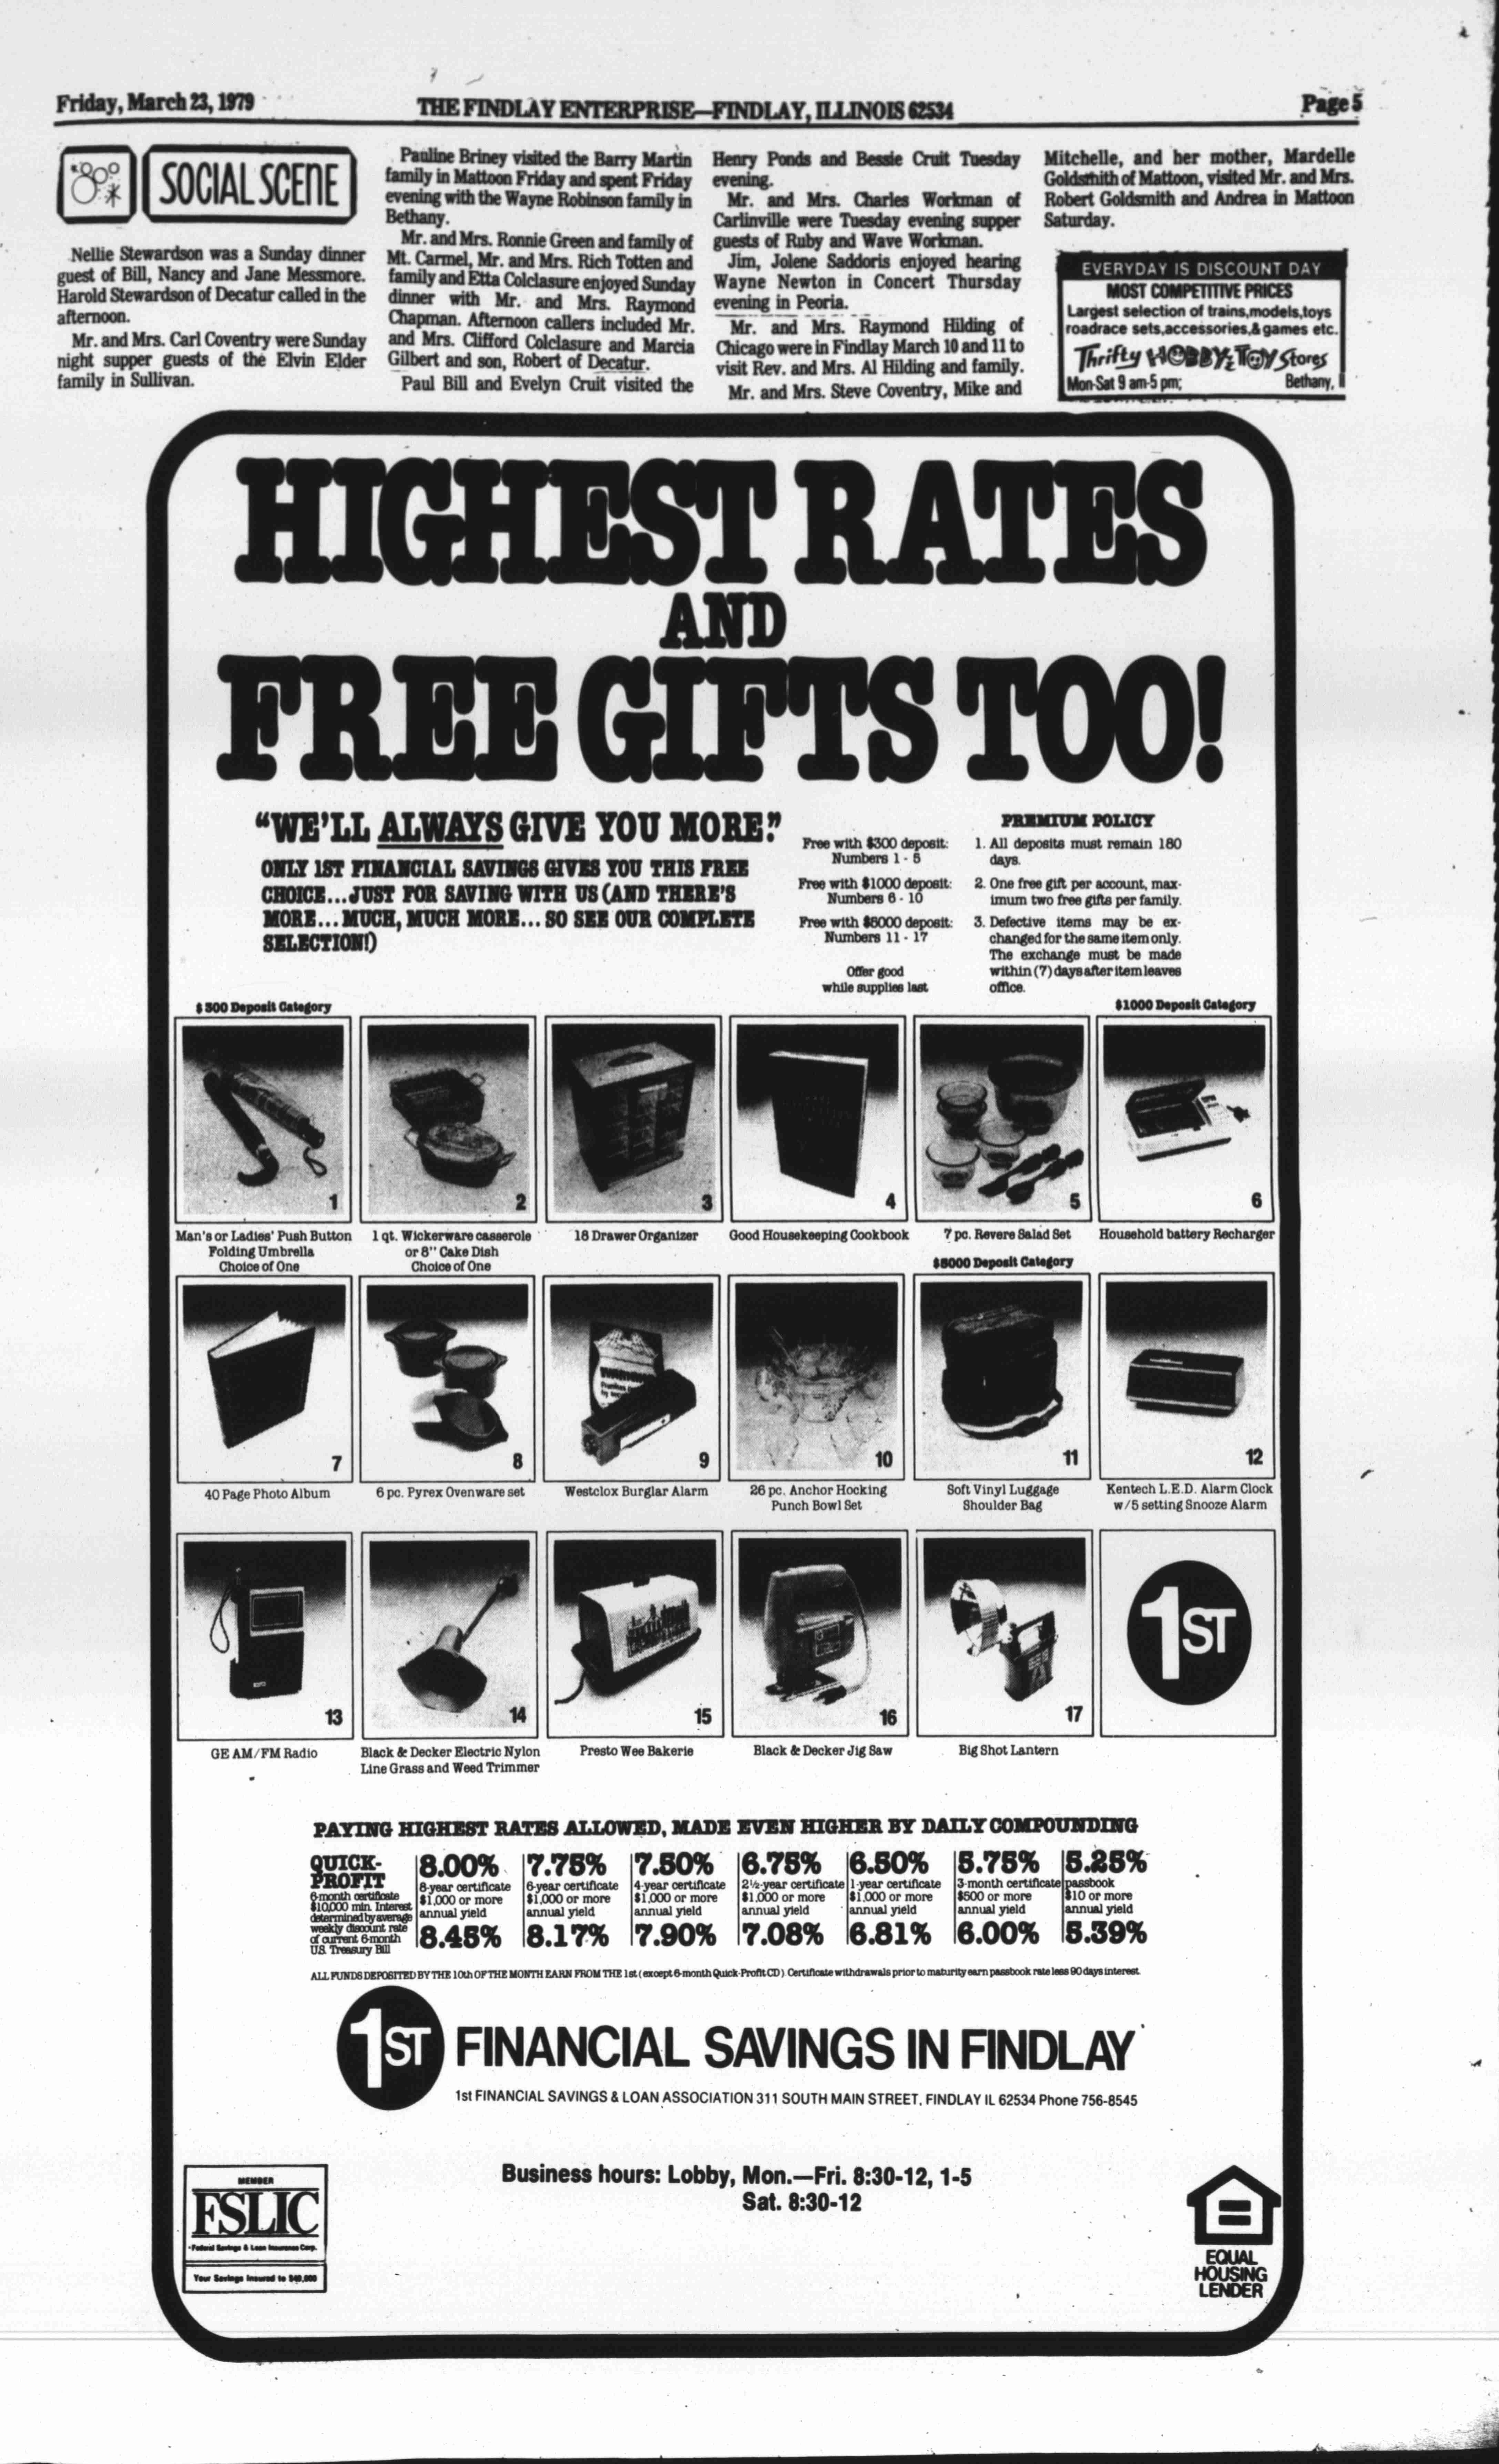 Friday, March 23, 1979
THE FINDLAY ENTERPRISE—FINDLAY, ILLINOIS 62534
Page 5
SOCIAL SCENE
Nellie Stewardson was a Sunday dinner
guest of Bill, Nancy and Jane Messmore.
Harold Stewardson of Decatur called in the
afternoon.
Mr. and Mrs. Carl Coventry were Sunday
night supper guests of the Elvin Elder
family in Sullivan.
Pauline Briney visited the Barry Martin
family in Mattoon Friday and spent Friday
evening with the Wayne Robinson family in
Bethany.
Mr. and Mrs. Ronnie Green and family of
Mt. Carmel, Mr. and Mrs. Rich Totten and
family and Etta Colclasure enjoyed Sunday
dinner with Mr. and Mrs. Raymond
Chapman. Afternoon callers included Mr.
and Mrs. Clifford Colclasure and Marcia
Gilbert and son, Robert of Decatur.
Paul Bill and Evelyn Cruit visited the
Henry Ponds and Bessie Cruit Tuesday
evening.
Mr. and Mrs. Charles Workman of
Carlinville were Tuesday evening supper
guests of Ruby and Wave Workman.
Jim, Jolene Saddoris enjoyed hearing
Wayne Newton in Concert Thursday
evening in Peoria.
Mr. and Mrs. Raymond Hilding of
Chicago were in Findlay March 10 and 11 to
visit Rev. and Mrs. Al Hilding and family.
Mr. and Mrs. Steve Coventry, Mike and
Mitchelle, and her mother, Mardelle
Goldsmith of Mattoon, visited Mr. and Mrs.
Robert Goldsmith and Andrea in Mattoon
Saturday.
EVERYDAY IS DISCOUNT DAY
MOST COMPETITIVE PRICES
Largest selection of trains,models,toys
roadrace sets,accessories,& games etc.
Thrifty HOBBY & TOY Stores
Mon-Sat 9 am-5 pm; Bethany, Il
HIGHEST RATES
AND
FREE GIFTS TOO!
"WE'LL ALWAYS GIVE YOU MORE!"
ONLY 1ST FINANCIAL SAVINGS GIVES YOU THIS FREE
CHOICE...JUST FOR SAVING WITH US (AND THERE'S
MORE...MUCH, MUCH MORE...SO SEE OUR COMPLETE
SELECTION!)
Free with $300 deposit:
Numbers 1 - 5
Free with $1000 deposit:
Numbers 6 - 10
Free with $5000 deposit:
Numbers 11 - 17
Offer good
while supplies last
PREMIUM POLICY
1. All deposits must remain 180
days.
2. One free gift per account, max-
imum two free gifts per family.
3. Defective items may be ex-
changed for the same item only.
The exchange must be made
within (7) days after item leaves
office.
$300 Deposit Category
$1000 Deposit Category
1
2
3
4
5
6
Man's or Ladies' Push Button
Folding Umbrella
Choice of One
1 qt. Wickerware casserole
or 8" Cake Dish
Choice of One
18 Drawer Organizer
Good Housekeeping Cookbook
7 pc. Revere Salad Set
Household battery Recharger
$5000 Deposit Category
7
8
9
10
11
12
40 Page Photo Album
6 pc. Pyrex Ovenware set
Westclox Burglar Alarm
26 pc. Anchor Hocking
Punch Bowl Set
Soft Vinyl Luggage
Shoulder Bag
Kentech L.E.D. Alarm Clock
w/5 setting Snooze Alarm
13
14
15
16
17
1ST
GE AM/FM Radio
Black & Decker Electric Nylon
Line Grass and Weed Trimmer
Presto Wee Bakerie
Black & Decker Jig Saw
Big Shot Lantern
PAYING HIGHEST RATES ALLOWED, MADE EVEN HIGHER BY DAILY COMPOUNDING
QUICK-
PROFIT
6-month certificate
$10,000 min. Interest
determined by average
weekly discount rate
of current 6-month
U.S. Treasury Bill
8.00%
8-year certificate
$1,000 or more
annual yield
8.45%
7.75%
6-year certificate
$1,000 or more
annual yield
8.17%
7.50%
4-year certificate
$1,000 or more
annual yield
7.90%
6.75%
2½-year certificate
$1,000 or more
annual yield
7.08%
6.50%
1-year certificate
$1,000 or more
annual yield
6.81%
5.75%
3-month certificate
$500 or more
annual yield
6.00%
5.25%
passbook
$10 or more
annual yield
5.39%
ALL FUNDS DEPOSITED BY THE 10th OF THE MONTH EARN FROM THE 1st (except 6-month Quick-Profit CD) Certificate withdrawals prior to maturity earn passbook rate less 90 days interest.
1ST FINANCIAL SAVINGS IN FINDLAY
1st FINANCIAL SAVINGS & LOAN ASSOCIATION 311 SOUTH MAIN STREET, FINDLAY IL 62534 Phone 756-8545
Business hours: Lobby, Mon.—Fri. 8:30-12, 1-5
Sat. 8:30-12
MEMBER
FSLIC
Federal Savings & Loan Insurance Corp.
Your Savings Insured to $40,000
EQUAL
HOUSING
LENDER